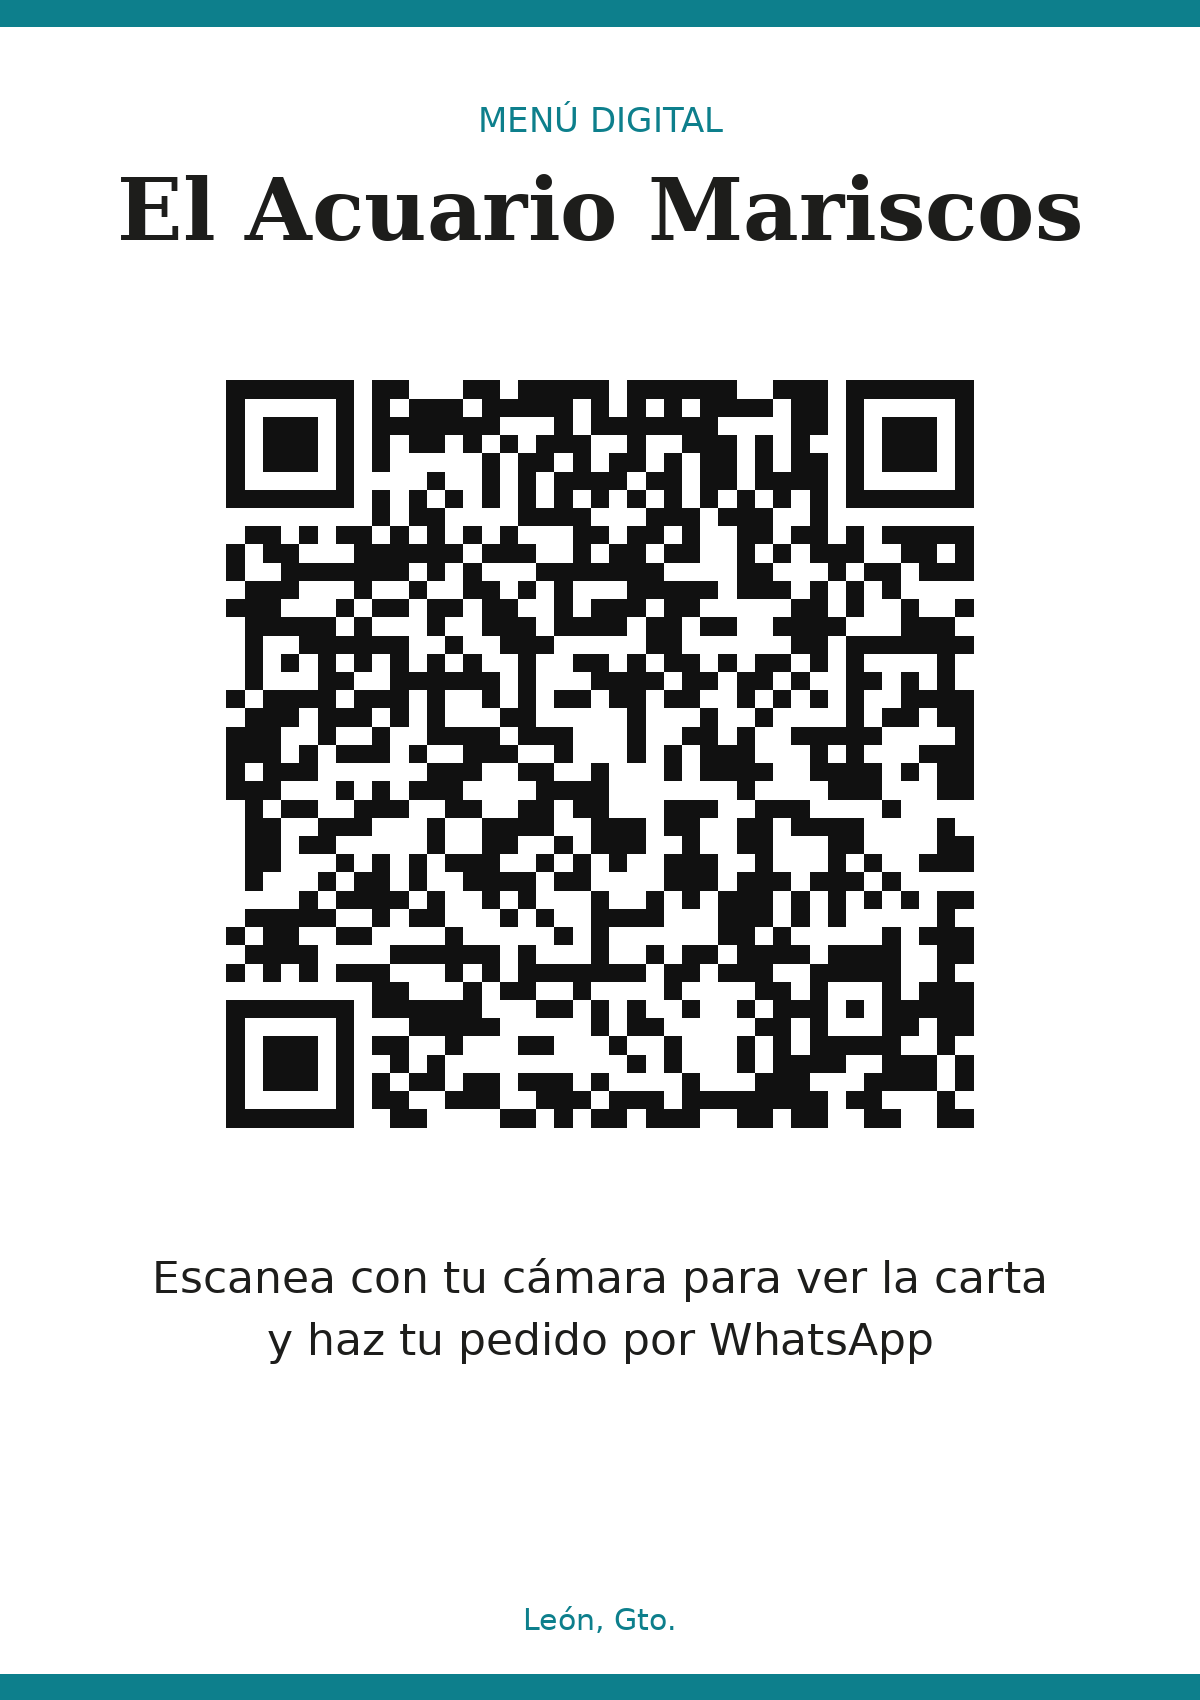 MENÚ DIGITAL
El Acuario Mariscos
Escanea con tu cámara para ver la carta
y haz tu pedido por WhatsApp
León, Gto.